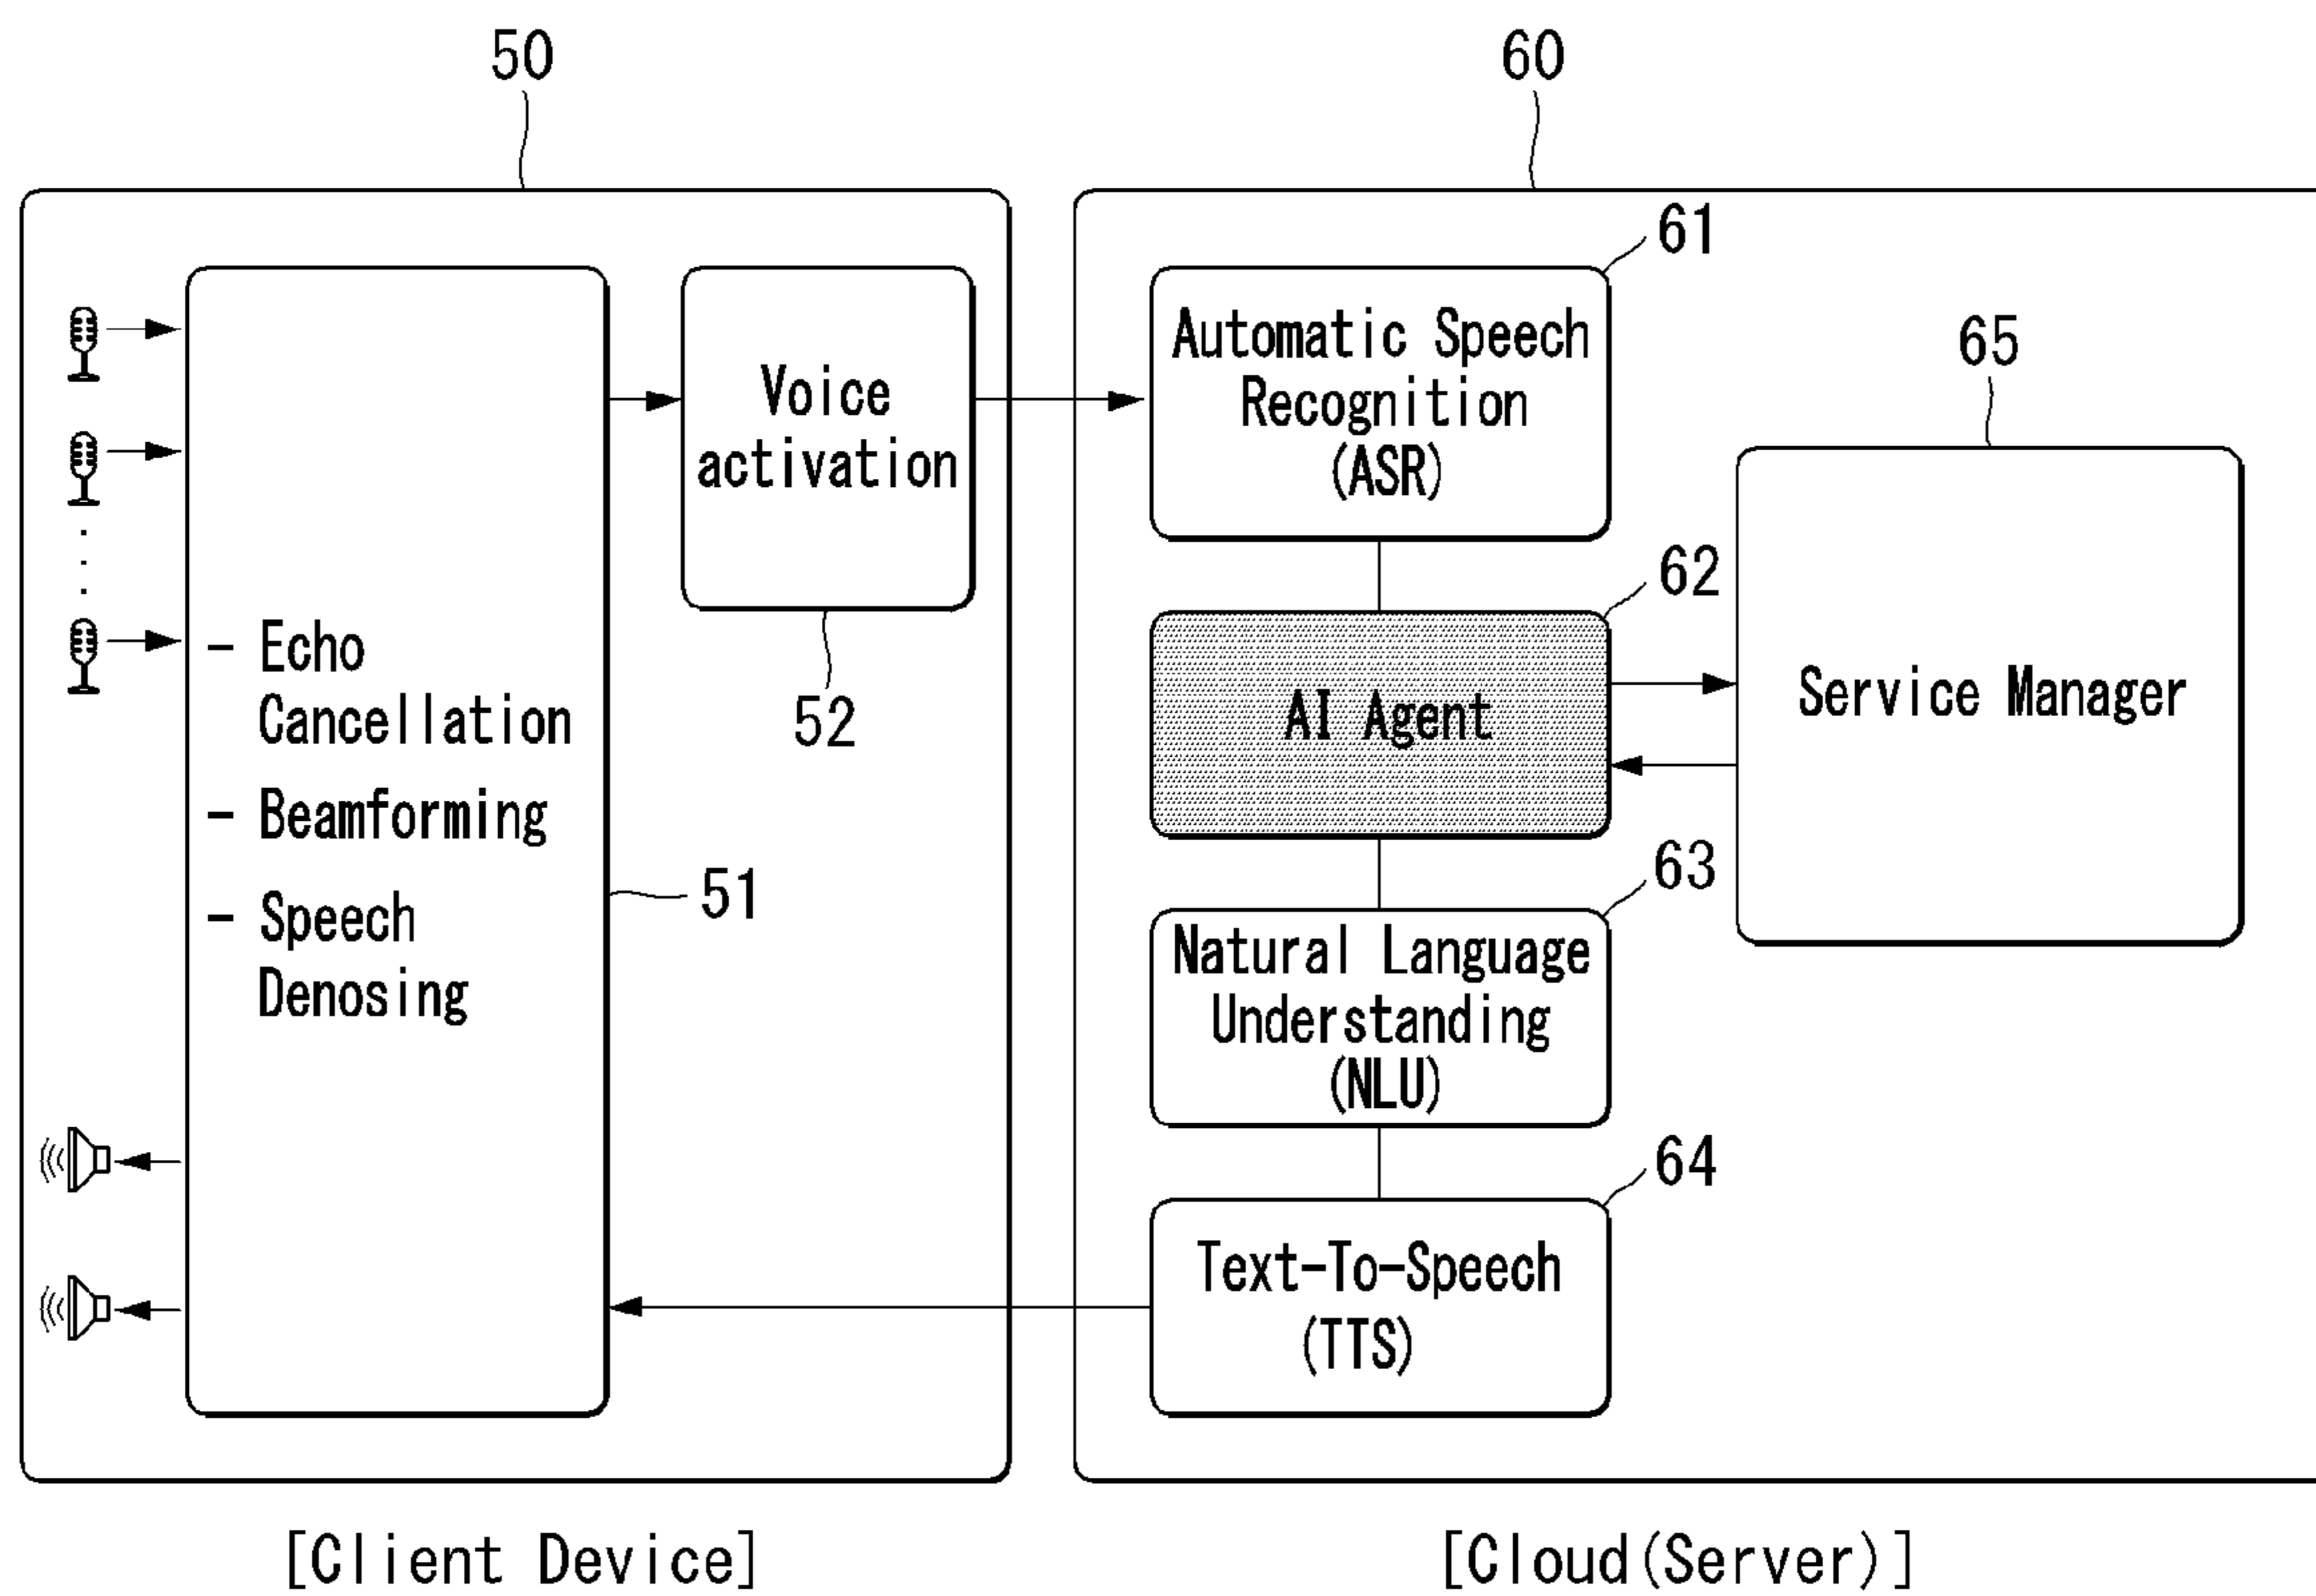 50
60
61
Automatic Speech
Recognition
(ASR)
65
Voice
activation
62
- Echo
Cancellation
52
AI Agent
Service Manager
- Beamforming
51
63
- Speech
Denosing
Natural Language
Understanding
(NLU)
64
Text-To-Speech
(TTS)
[Client Device]
[Cloud(Server)]